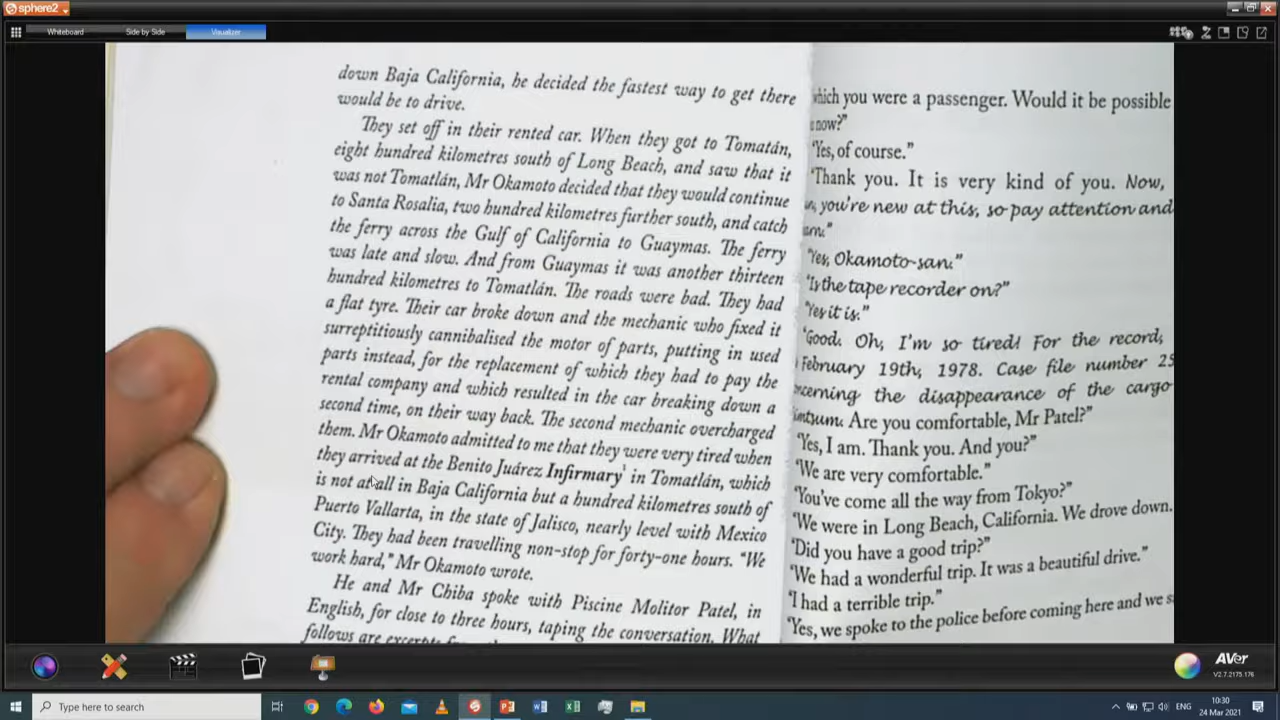 sphere2
Whiteboard
Side by Side
Visualizer
down Baja California, he decided the fastest way to get there
would be to drive.
They set off in their rented car. When they got to Tomatán,
eight hundred kilometres south of Long Beach, and saw that it
was not Tomatlán, Mr Okamoto decided that they would continue
to Santa Rosalia, two hundred kilometres further south, and catch
the ferry across the Gulf of California to Guaymas. The ferry
was late and slow. And from Guaymas it was another thirteen
hundred kilometres to Tomatlán. The roads were bad. They had
a flat tyre. Their car broke down and the mechanic who fixed it
surreptitiously cannibalised the motor of parts, putting in used
parts instead, for the replacement of which they had to pay the
rental company and which resulted in the car breaking down a
second time, on their way back. The second mechanic overcharged
them. Mr Okamoto admitted to me that they were very tired when
they arrived at the Benito Juárez Infirmary¹ in Tomatlán, which
is not at all in Baja California but a hundred kilometres south of
Puerto Vallarta, in the state of Jalisco, nearly level with Mexico
City. They had been travelling non-stop for forty-one hours. "We
work hard," Mr Okamoto wrote.
He and Mr Chiba spoke with Piscine Molitor Patel, in
English, for close to three hours, taping the conversation. What
follows are excerpts
which you were a passenger. Would it be possible
now?"
"Yes, of course."
"Thank you. It is very kind of you. Now,
you're new at this, so pay attention and
"Yes, Okamoto-san."
"Is the tape recorder on?"
"Yes it is."
"Good. Oh, I'm so tired! For the record,
February 19th, 1978. Case file number 25
the disappearance of the cargo
Are you comfortable, Mr Patel?"
"Yes, I am. Thank you. And you?"
"We are very comfortable."
"You've come all the way from Tokyo?"
"We were in Long Beach, California. We drove down.
"Did you have a good trip?"
"We had a wonderful trip. It was a beautiful drive."
"I had a terrible trip."
"Yes, we spoke to the police before coming here and we
AVer
V2.7.2175.176
Type here to search
ENG
10:30
24 Mar 2021